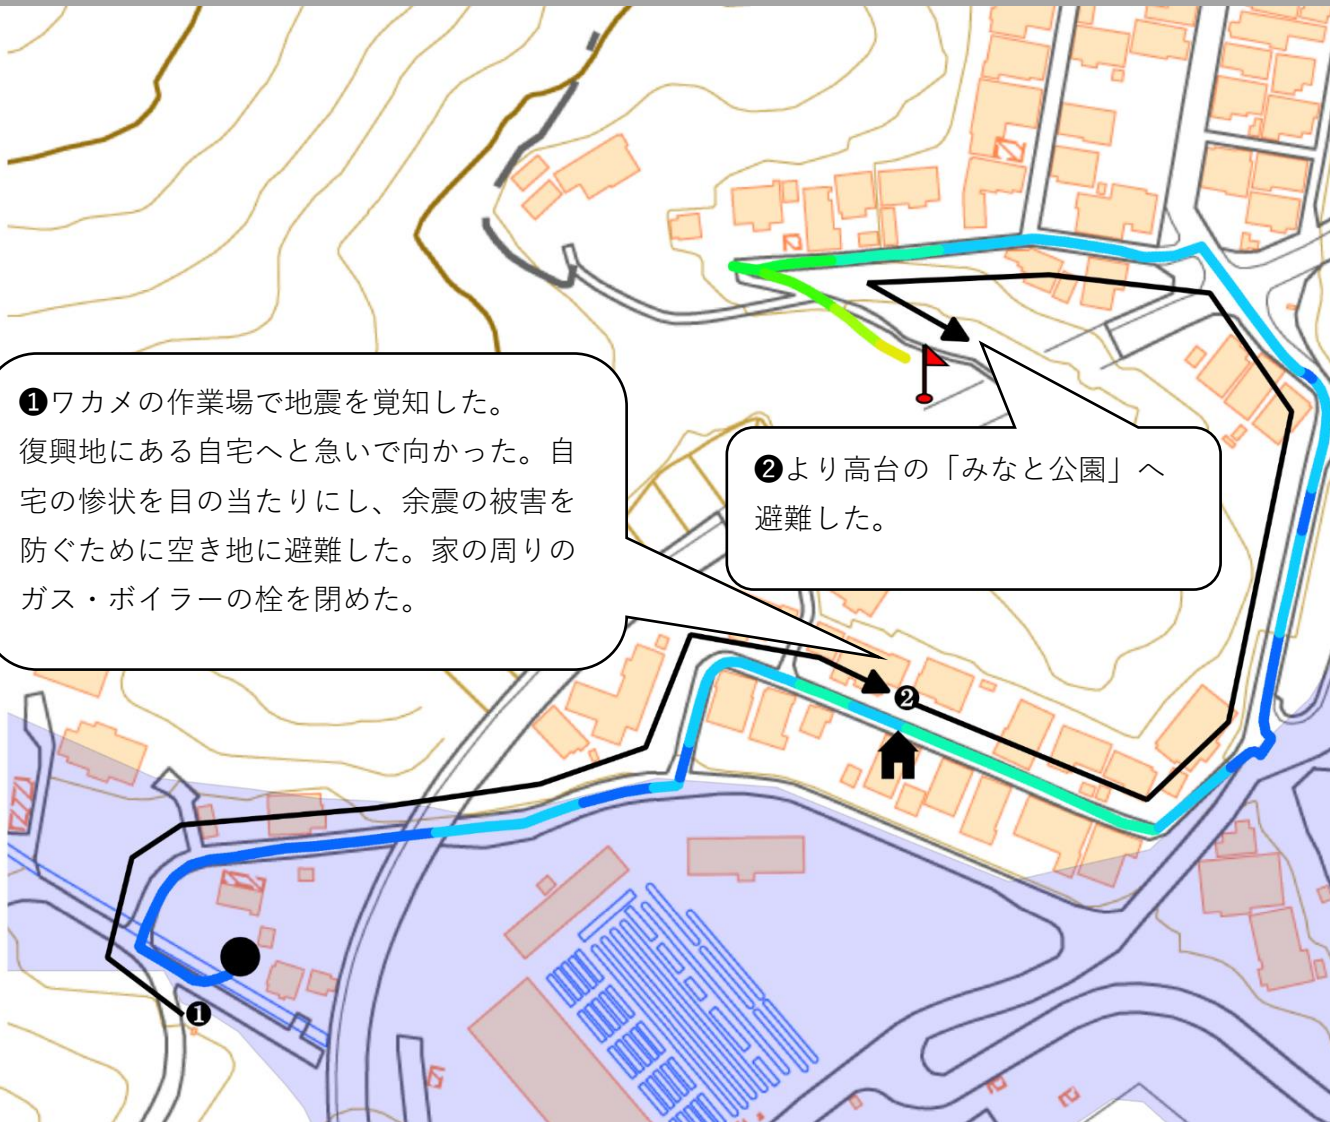 ❶ワカメの作業場で地震を覚知した。
復興地にある自宅へと急いで向かった。自
宅の惨状を目の当たりにし、余震の被害を
防ぐために空き地に避難した。家の周りの
ガス・ボイラーの栓を閉めた。
❷より高台の「みなと公園」へ
避難した。
❷
❶